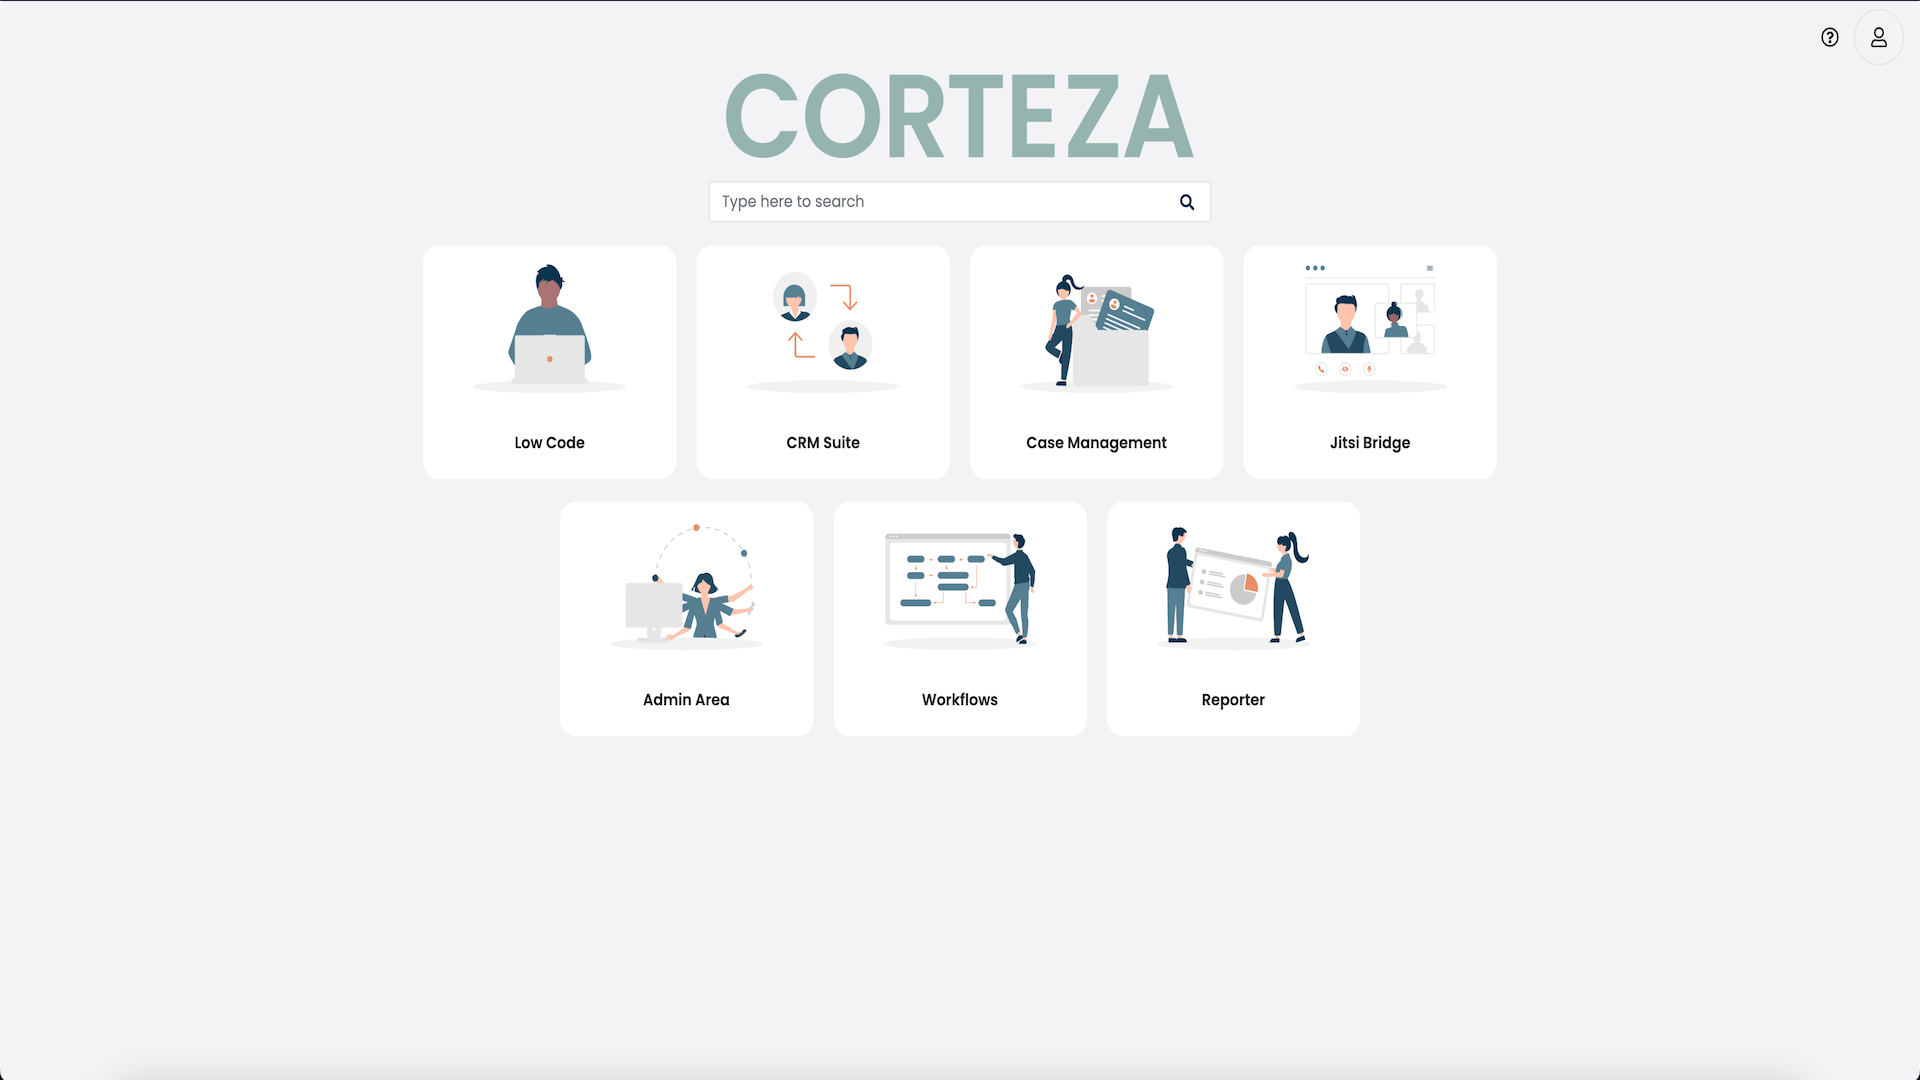 CORTEZA
Type here to search
Low Code
CRM Suite
Case Management
Jitsi Bridge
Admin Area
Workflows
Reporter